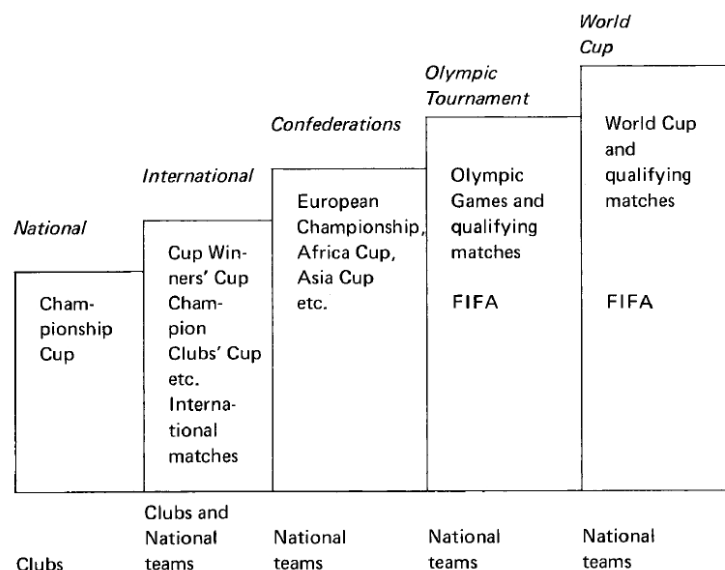 World
Cup
Olympic
Tournament
Confederations
International
National
World Cup
and
qualifying
matches
FIFA
Olympic
Games and
qualifying
matches
FIFA
European
Championship,
Africa Cup,
Asia Cup
etc.
Cup Win-
ners' Cup
Cham-
pion
Clubs' Cup
etc.
Interna-
tional
matches
Cham-
pionship
Cup
Clubs
Clubs and
National
teams
National
teams
National
teams
National
teams